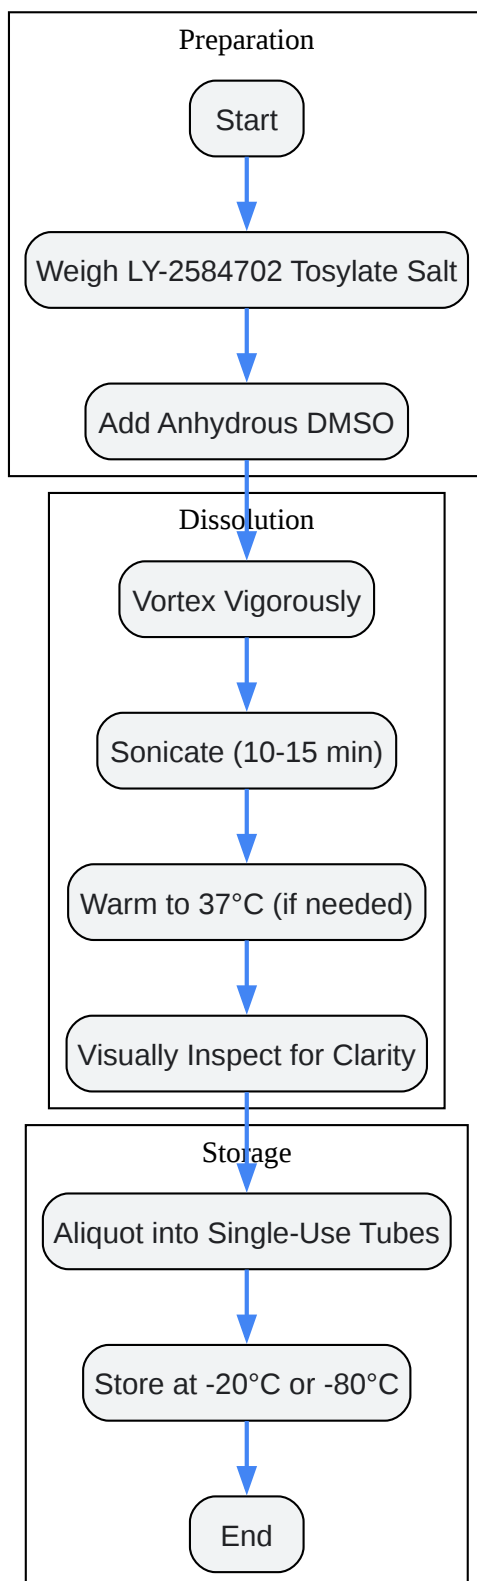 Preparation
Start
Weigh LY-2584702 Tosylate Salt
Add Anhydrous DMSO
Dissolution
Vortex Vigorously
Sonicate (10-15 min)
Warm to 37°C (if needed)
Visually Inspect for Clarity
Storage
Aliquot into Single-Use Tubes
Store at -20°C or -80°C
End